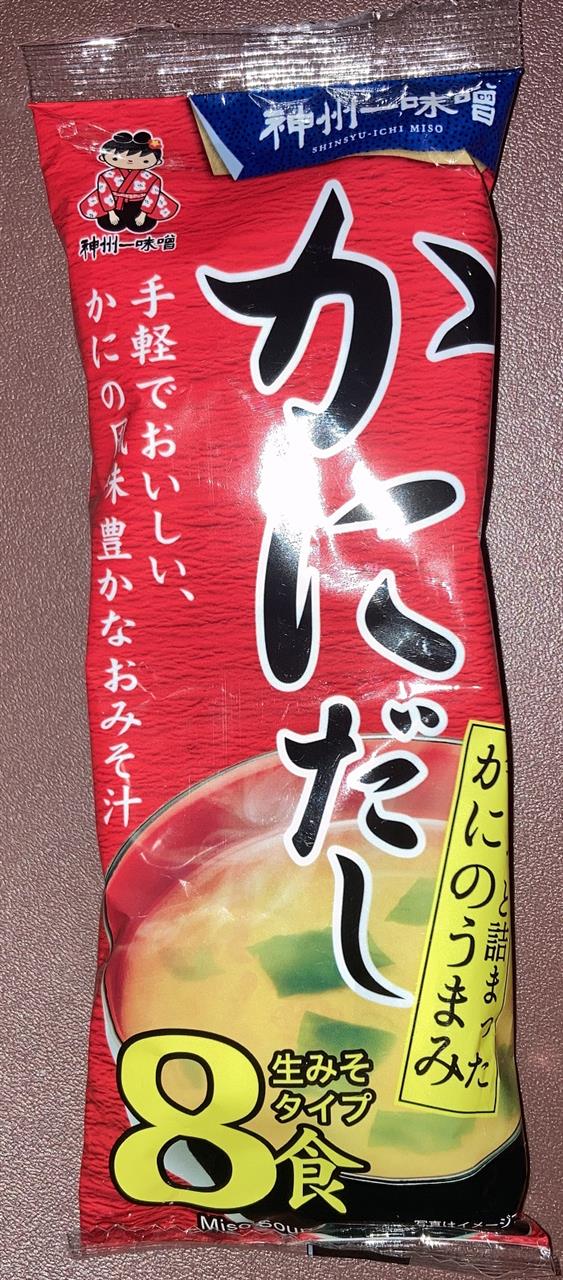 神州一味噌
SHINSYU-ICHI MISO
神州一味噌
かにだし
手軽でおいしい、
かにの風味豊かなおみそ汁
と詰まった
かにのうまみ
生みそ
タイプ
8食
Miso Sou
写真はイメージ